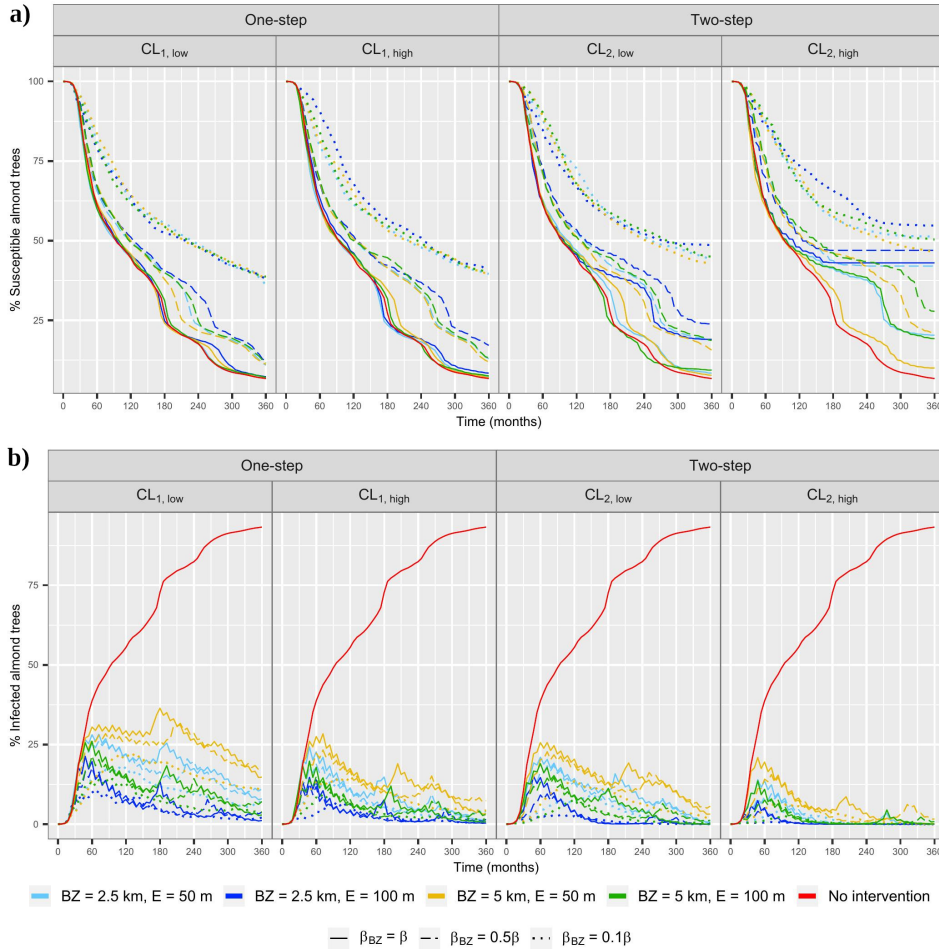 a)
One-step
Two-step
CL1, low
CL1, high
CL2, low
CL2, high
% Susceptible almond trees
100
75
50
25
0 60 120 180 240 300 360
0 60 120 180 240 300 360
0 60 120 180 240 300 360
0 60 120 180 240 300 360
Time (months)
b)
One-step
Two-step
CL1, low
CL1, high
CL2, low
CL2, high
% Infected almond trees
75
50
25
0
0 60 120 180 240 300 360
0 60 120 180 240 300 360
0 60 120 180 240 300 360
0 60 120 180 240 300 360
Time (months)
BZ = 2.5 km, E = 50 m
BZ = 2.5 km, E = 100 m
BZ = 5 km, E = 50 m
BZ = 5 km, E = 100 m
No intervention
βBZ = β
βBZ = 0.5β
βBZ = 0.1β